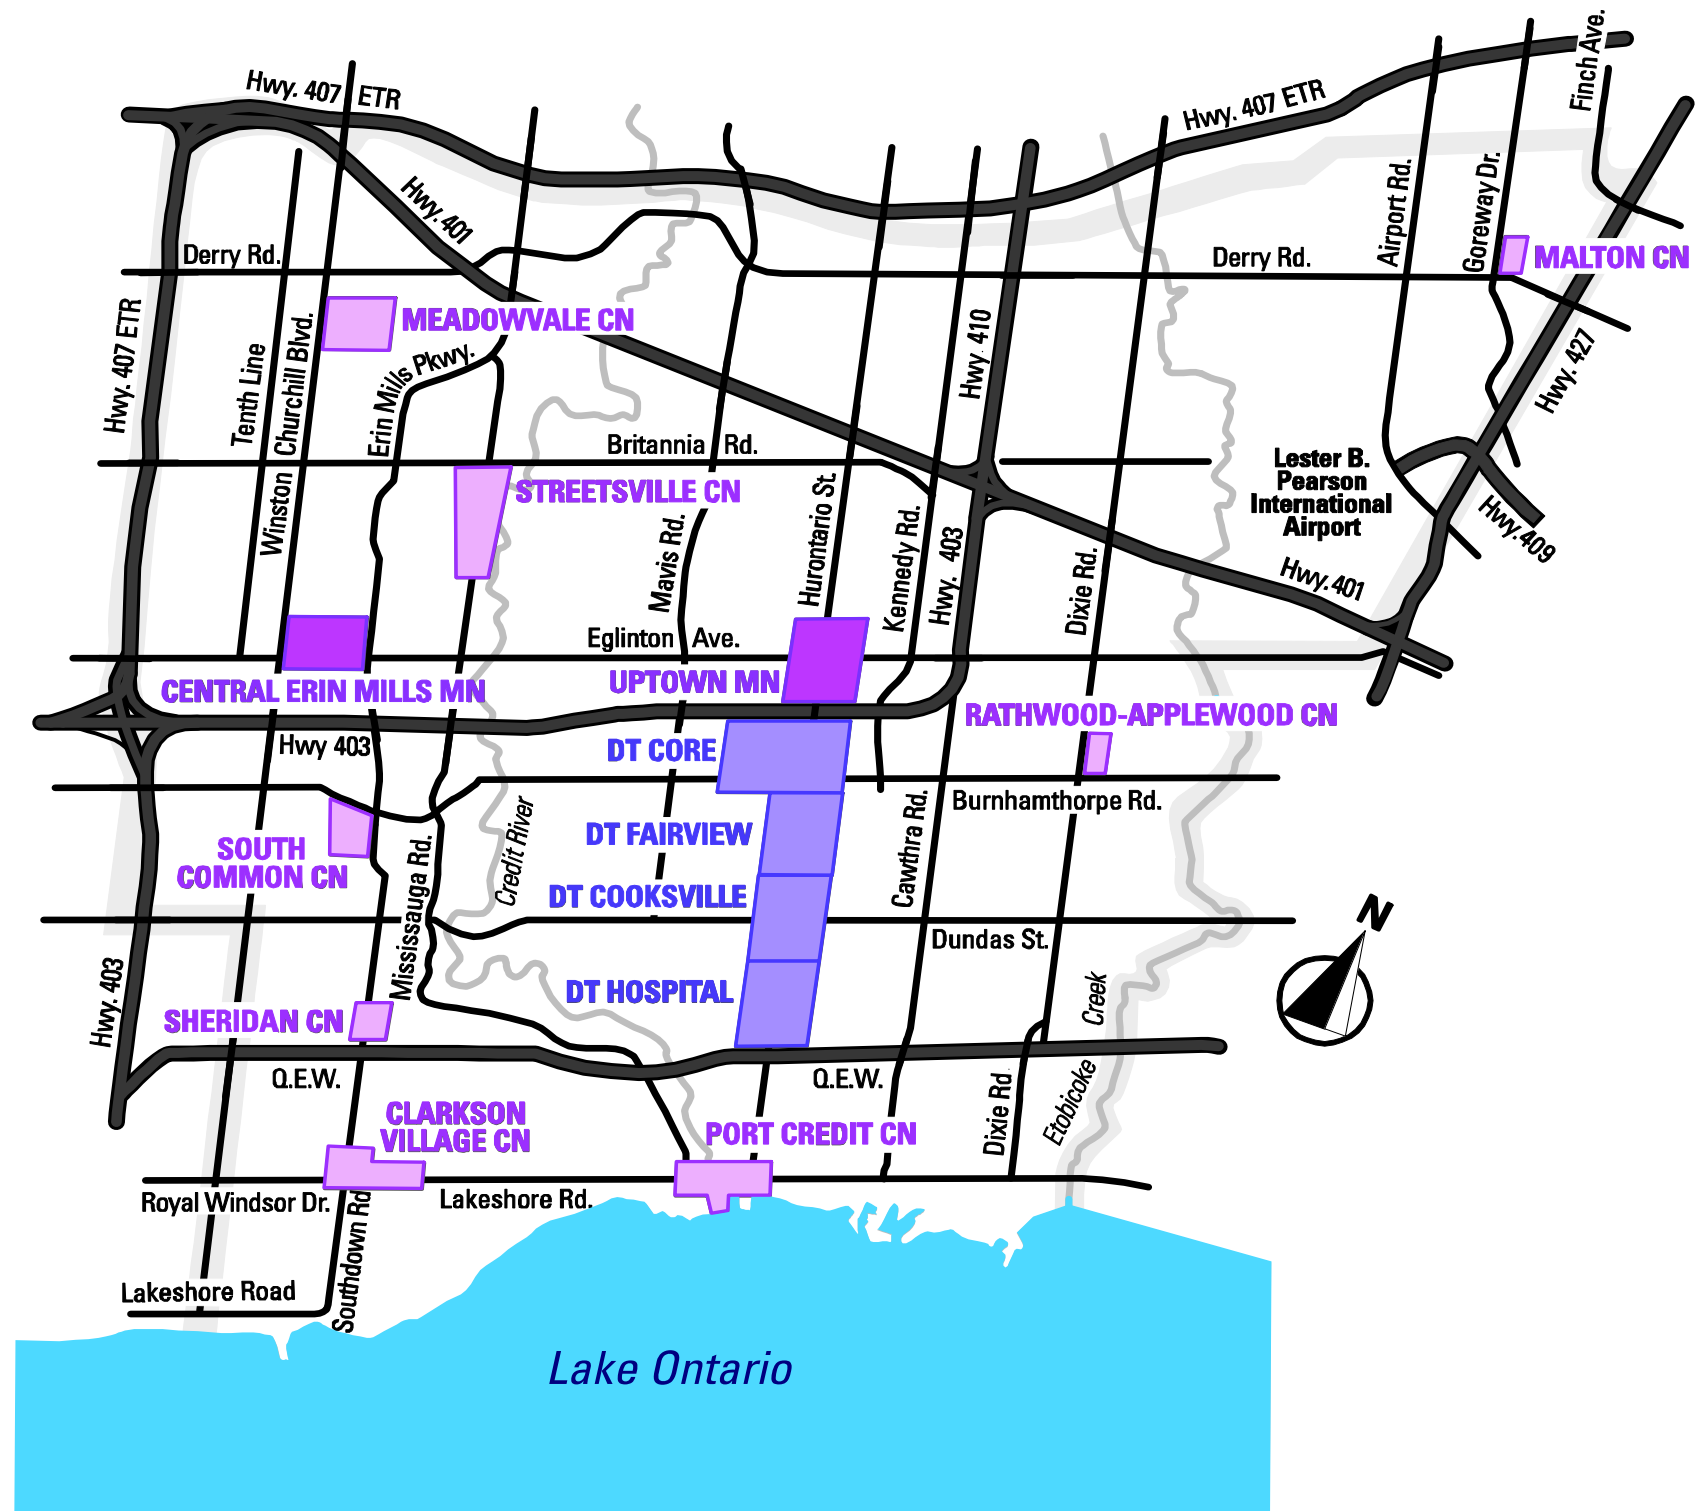 Finch Ave.
Hwy. 407 ETR
Hwy. 407 ETR
Hwy. 401
Airport Rd.
Goreway Dr.
Derry Rd.
Derry Rd.
MALTON CN
Hwy. 407 ETR
MEADOWVALE CN
Hwy 410
Hwy. 427
Tenth Line
Winston Churchill Blvd.
Erin Mills Pkwy.
Britannia Rd.
Lester B.
Pearson
International
Airport
STREETSVILLE CN
Mavis Rd.
Hurontario St.
Kennedy Rd.
Hwy. 403
Dixie Rd.
Hwy. 409
Hwy. 401
Eglinton Ave.
CENTRAL ERIN MILLS MN
UPTOWN MN
RATHWOOD-APPLEWOOD CN
Hwy 403
DT CORE
Burnhamthorpe Rd.
SOUTH
COMMON CN
Mississauga Rd.
Credit River
DT FAIRVIEW
Cawthra Rd.
DT COOKSVILLE
N
Dundas St.
Hwy. 403
DT HOSPITAL
Etobicoke Creek
SHERIDAN CN
Q.E.W.
Q.E.W.
Dixie Rd
CLARKSON
VILLAGE CN
PORT CREDIT CN
Royal Windsor Dr.
Southdown Rd.
Lakeshore Rd.
Lakeshore Road
Lake Ontario